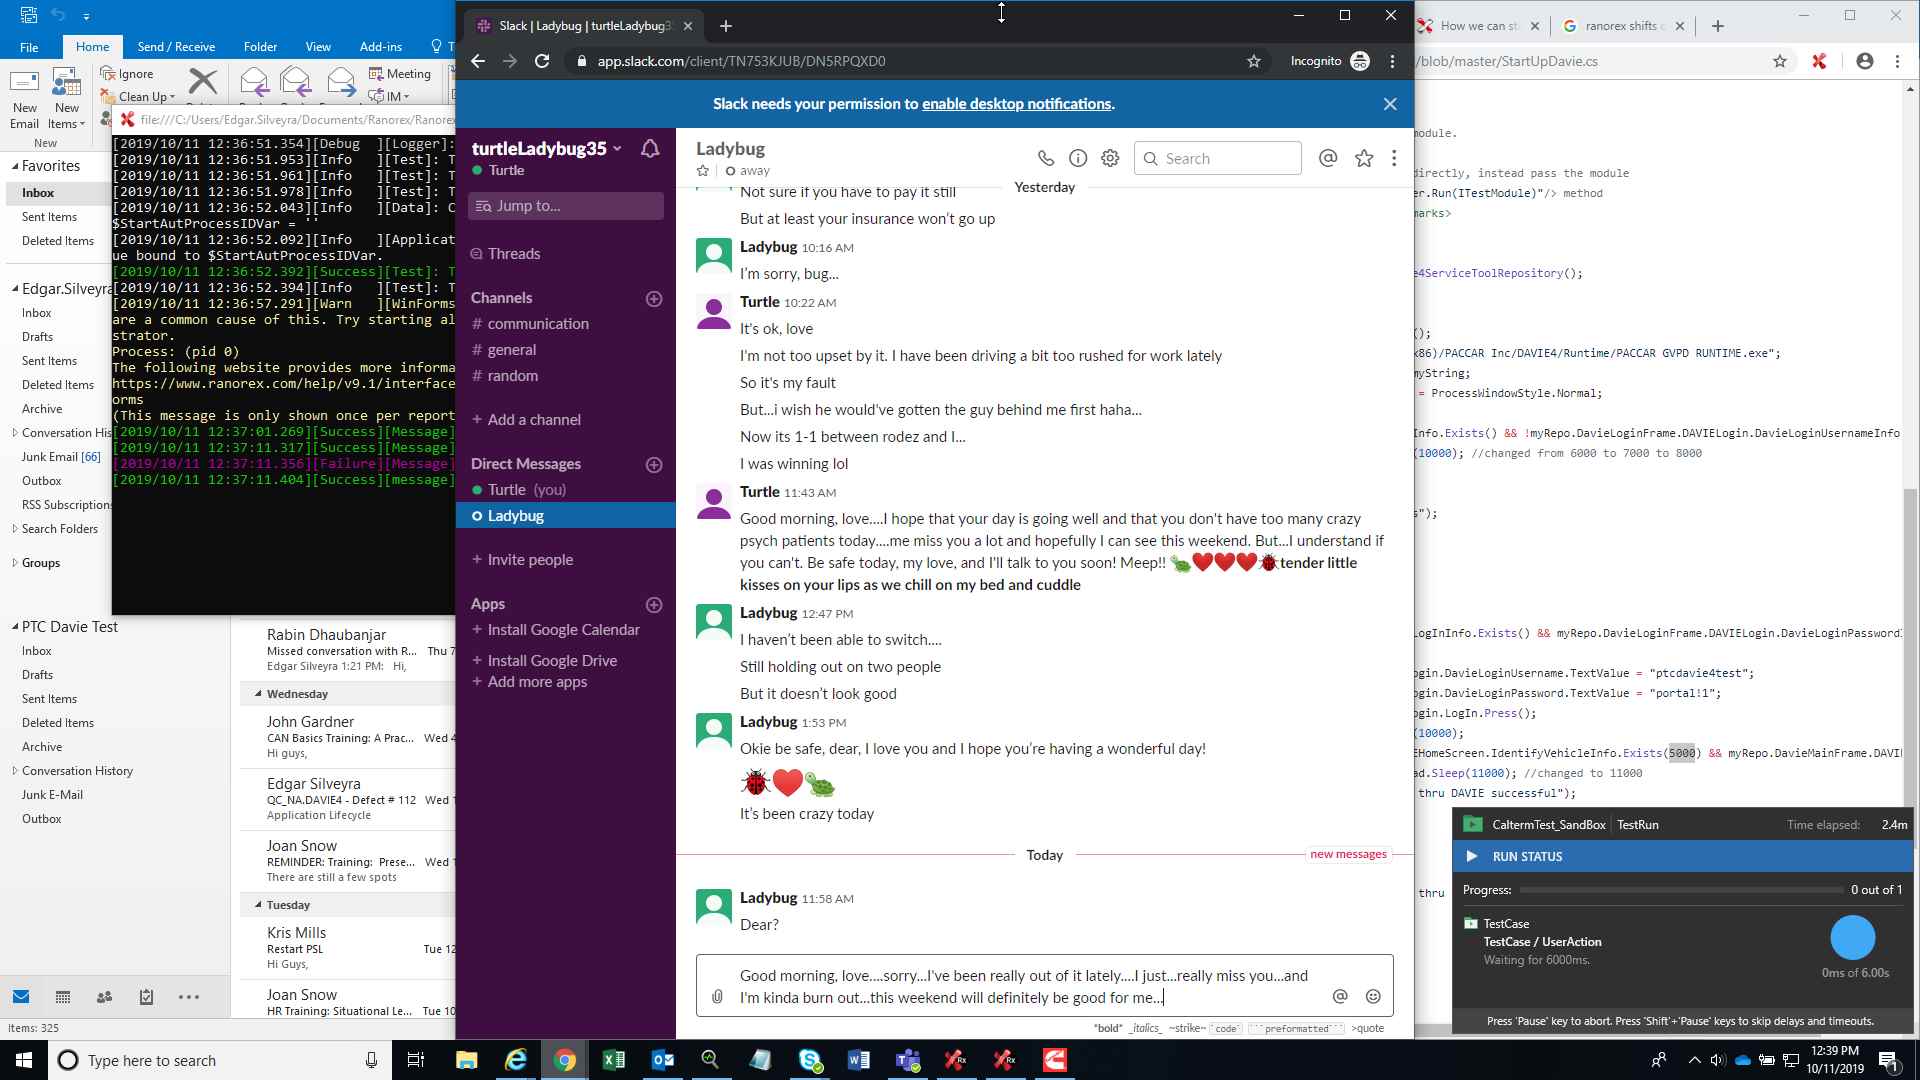 File
Home
Send / Receive
Folder
View
Add-ins
New Email
New Items
Ignore
Clean Up
Meeting
IM
New
Favorites
Inbox
Sent Items
Deleted Items
Edgar.Silveyra
Inbox
Drafts
Sent Items
Deleted Items
Archive
Conversation His
Junk Email [66]
Outbox
RSS Subscriptions
Search Folders
Groups
PTC Davie Test
Inbox
Drafts
Sent Items
Deleted Items
Archive
Conversation History
Junk E-Mail
Outbox
Items: 325
file:///C:/Users/Edgar.Silveyra/Documents/Ranorex/Ranorex
[2019/10/11 12:36:51.354][Debug   ][Logger]:
[2019/10/11 12:36:51.953][Info    ][Test]: T
[2019/10/11 12:36:51.961][Info    ][Test]: T
[2019/10/11 12:36:51.978][Info    ][Test]: T
[2019/10/11 12:36:52.043][Info    ][Data]: C
$StartAutProcessIDVar = ''
[2019/10/11 12:36:52.092][Info    ][Applicat
ue bound to $StartAutProcessIDVar.
[2019/10/11 12:36:52.392][Success][Test]: T
[2019/10/11 12:36:52.394][Info    ][Test]: T
[2019/10/11 12:36:57.291][Warn    ][WinForms
are a common cause of this. Try starting al
strator.
Process: (pid 0)
The following website provides more informa
https://www.ranorex.com/help/v9.1/interface
orms
(This message is only shown once per report
[2019/10/11 12:37:01.269][Success][Message]
[2019/10/11 12:37:11.317][Success][Message]
[2019/10/11 12:37:11.356][Failure][Message]
[2019/10/11 12:37:11.404][Success][message]
Rabin Dhaubanjar
Missed conversation with R... Thu 7
Edgar Silveyra 1:21 PM: Hi,
Wednesday
John Gardner
CAN Basics Training: A Prac... Wed 4
Hi guys,
Edgar Silveyra
QC_NA.DAVIE4 - Defect # 112 Wed 1
Application Lifecycle
Joan Snow
REMINDER: Training: Prese... Wed 1
There are still a few spots
Tuesday
Kris Mills
Restart PSL Tue 12
Hi Guys,
Joan Snow
HR Training: Situational Le... Tue 10
Slack | Ladybug | turtleLadybug3
app.slack.com/client/TN753KJUB/DN5RPQXD0
Incognito
Slack needs your permission to enable desktop notifications.
turtleLadybug35
Turtle
Jump to...
Threads
Channels
# communication
# general
# random
+ Add a channel
Direct Messages
Turtle (you)
Ladybug
+ Invite people
Apps
+ Install Google Calendar
+ Install Google Drive
+ Add more apps
Ladybug
away
Search
Yesterday
Not sure if you have to pay it still
But at least your insurance won't go up
Ladybug 10:16 AM
I'm sorry, bug...
Turtle 10:22 AM
It's ok, love
I'm not too upset by it. I have been driving a bit too rushed for work lately
So it's my fault
But...i wish he would've gotten the guy behind me first haha...
Now its 1-1 between rodez and I...
I was winning lol
Turtle 11:43 AM
Good morning, love....I hope that your day is going well and that you don't have too many crazy
psych patients today....me miss you a lot and hopefully I can see this weekend. But...I understand if
you can't. Be safe today, my love, and I'll talk to you soon! Meep!! 🐢❤️❤️❤️🐞tender little
kisses on your lips as we chill on my bed and cuddle
Ladybug 12:47 PM
I haven't been able to switch....
Still holding out on two people
But it doesn't look good
Ladybug 1:53 PM
Okie be safe, dear, I love you and I hope you're having a wonderful day!
🐞❤️🐢
It's been crazy today
Today
new messages
Ladybug 11:58 AM
Dear?
Good morning, love....sorry...I've been really out of it lately....I just...really miss you...and
I'm kinda burn out...this weekend will definitely be good for me...
*bold* _italics_ ~strike~ `code` ```preformatted``` >quote
How we can st
ranorex shifts
/blob/master/StartUpDavie.cs
module.
directly, instead pass the module
er.Run(ITestModule)"/> method
marks>
e4ServiceToolRepository();
();
x86)/PACCAR Inc/DAVIE4/Runtime/PACCAR GVPD RUNTIME.exe";
myString;
= ProcessWindowStyle.Normal;
Info.Exists() && !myRepo.DavieLoginFrame.DAVIELogin.DavieLoginUsernameInfo
(10000); //changed from 6000 to 7000 to 8000
s");
LogInInfo.Exists() && myRepo.DavieLoginFrame.DAVIELogin.DavieLoginPassword
ogin.DavieLoginUsername.TextValue = "ptcdavie4test";
ogin.DavieLoginPassword.TextValue = "portal!1";
ogin.LogIn.Press();
(10000);
EHomeScreen.IdentifyVehicleInfo.Exists(5000) && myRepo.DavieMainFrame.DAVI
ad.Sleep(11000); //changed to 11000
thru DAVIE successful");
thru
CaltermTest_SandBox TestRun
Time elapsed: 2.4m
RUN STATUS
Progress: 0 out of 1
TestCase
TestCase / UserAction
Waiting for 6000ms.
0ms of 6.00s
Press 'Pause' key to abort. Press 'Shift'+'Pause' keys to skip delays and timeouts.
Type here to search
12:39 PM
10/11/2019
1